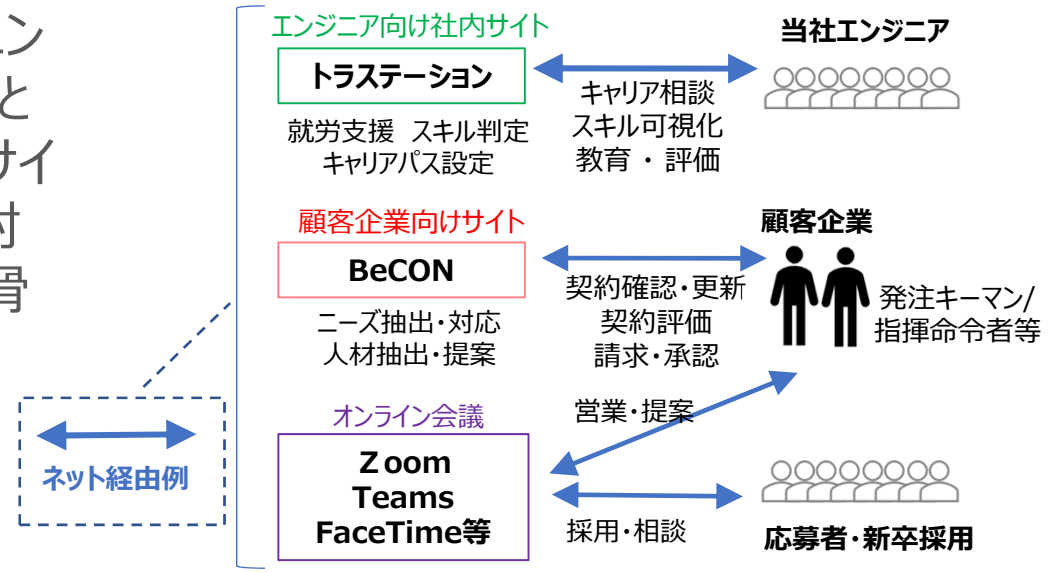 エン
と
サイ
対
骨
ネット経由例
エンジニア向け社内サイト
トラステーション
就労支援 スキル判定
キャリアパス設定
キャリア相談
スキル可視化
教育・評価
当社エンジニア
顧客企業向けサイト
BeCON
ニーズ抽出・対応
人材抽出・提案
契約確認・更新
契約評価
請求・承認
顧客企業
発注キーマン/
指揮命令者等
オンライン会議
Zoom
Teams
FaceTime等
営業・提案
採用・相談
応募者・新卒採用